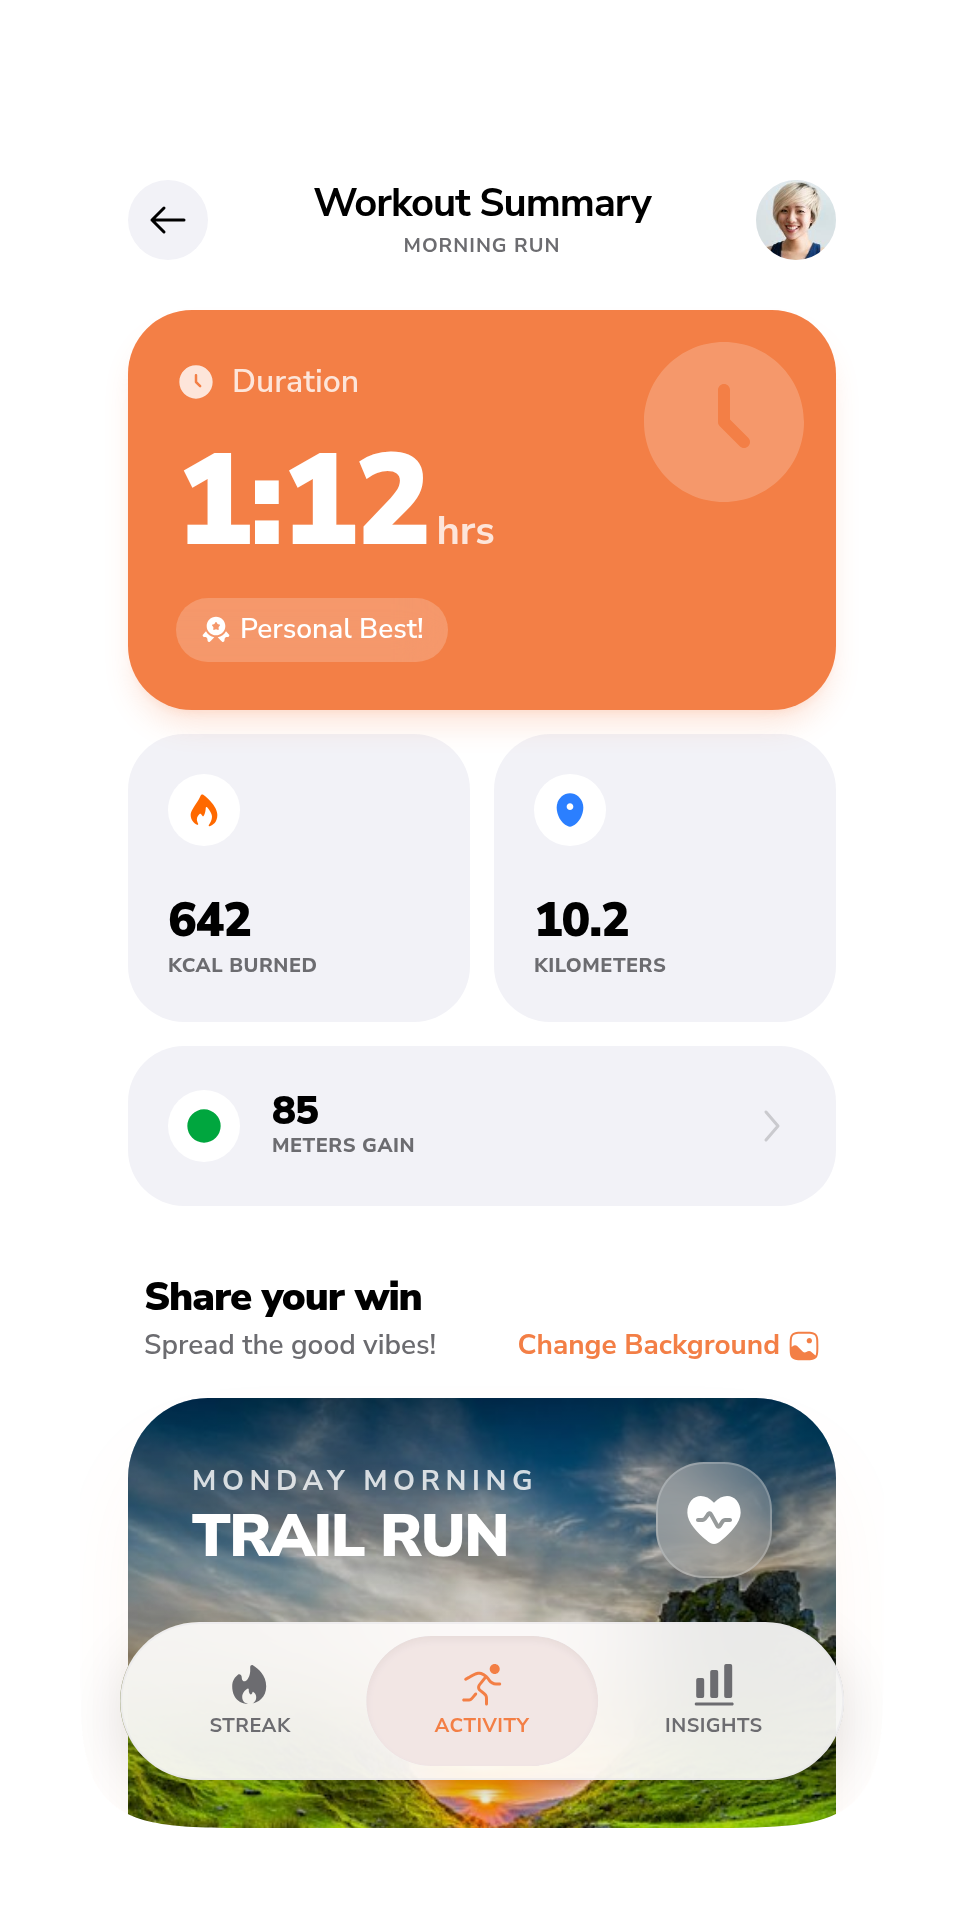 Workout Summary
MORNING RUN
Duration
1:12 hrs
Personal Best!
642
KCAL BURNED
10.2
KILOMETERS
85
METERS GAIN
Share your win
Spread the good vibes!
Change Background
MONDAY MORNING
TRAIL RUN
STREAK
ACTIVITY
INSIGHTS